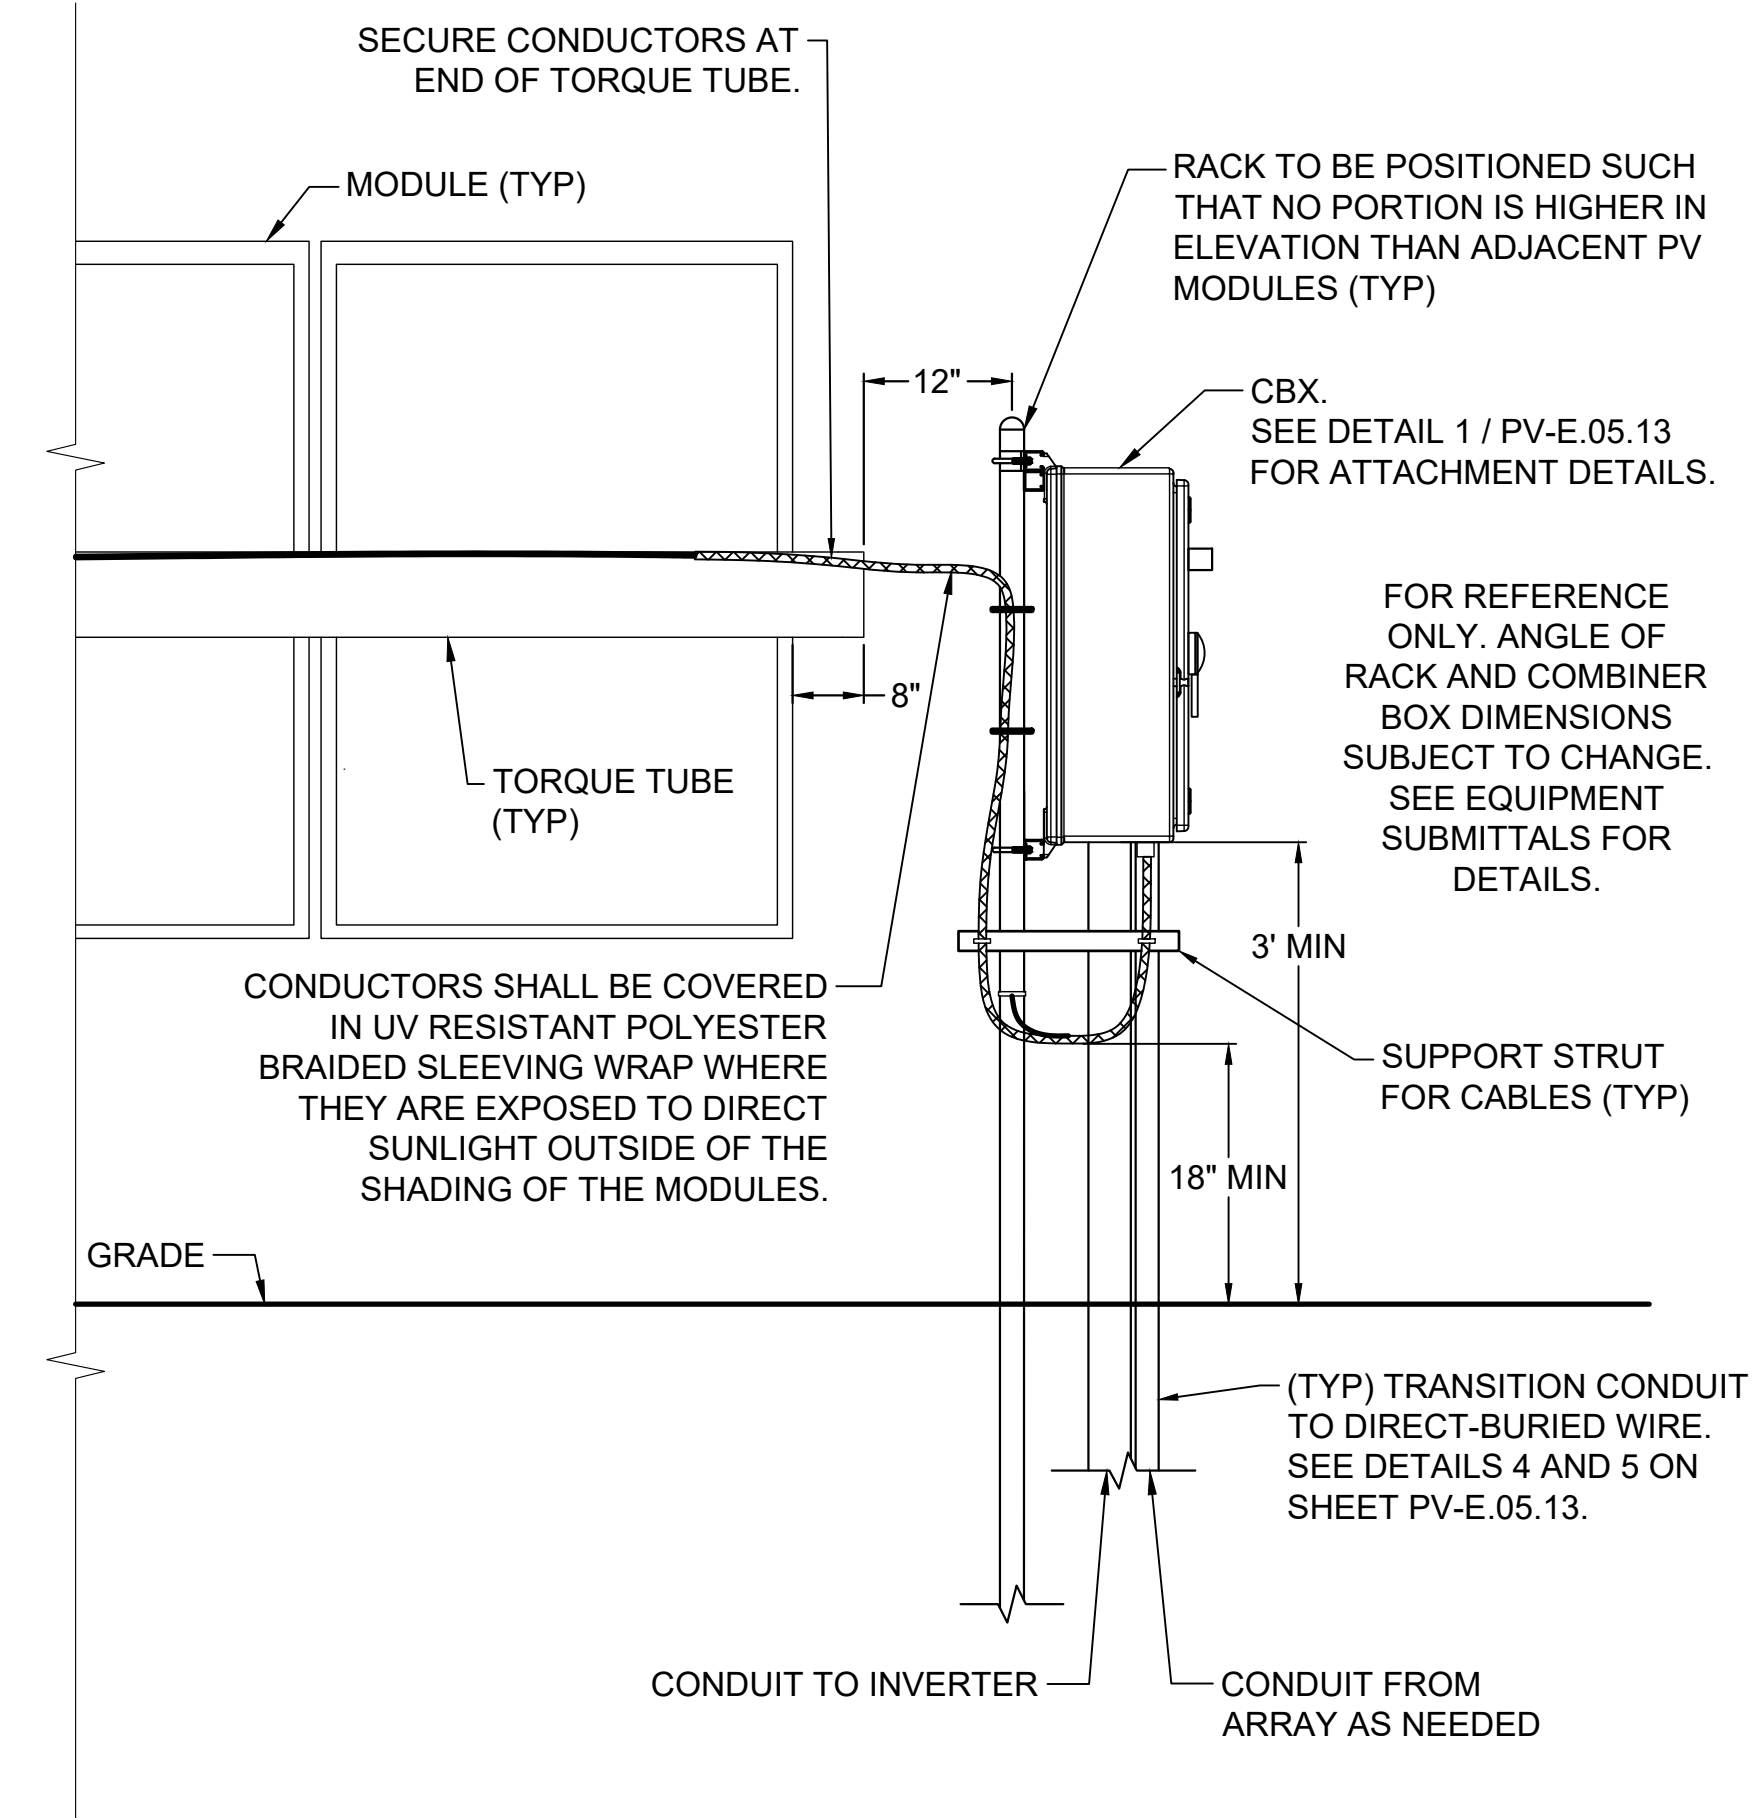 SECURE CONDUCTORS AT
END OF TORQUE TUBE.
MODULE (TYP)
RACK TO BE POSITIONED SUCH
THAT NO PORTION IS HIGHER IN
ELEVATION THAN ADJACENT PV
MODULES (TYP)
12"
CBX.
SEE DETAIL 1 / PV-E.05.13
FOR ATTACHMENT DETAILS.
FOR REFERENCE
ONLY. ANGLE OF
RACK AND COMBINER
BOX DIMENSIONS
SUBJECT TO CHANGE.
SEE EQUIPMENT
SUBMITTALS FOR
DETAILS.
8"
TORQUE TUBE
(TYP)
3' MIN
CONDUCTORS SHALL BE COVERED
IN UV RESISTANT POLYESTER
BRAIDED SLEEVING WRAP WHERE
THEY ARE EXPOSED TO DIRECT
SUNLIGHT OUTSIDE OF THE
SHADING OF THE MODULES.
SUPPORT STRUT
FOR CABLES (TYP)
18" MIN
GRADE
(TYP) TRANSITION CONDUIT
TO DIRECT-BURIED WIRE.
SEE DETAILS 4 AND 5 ON
SHEET PV-E.05.13.
CONDUIT TO INVERTER
CONDUIT FROM
ARRAY AS NEEDED